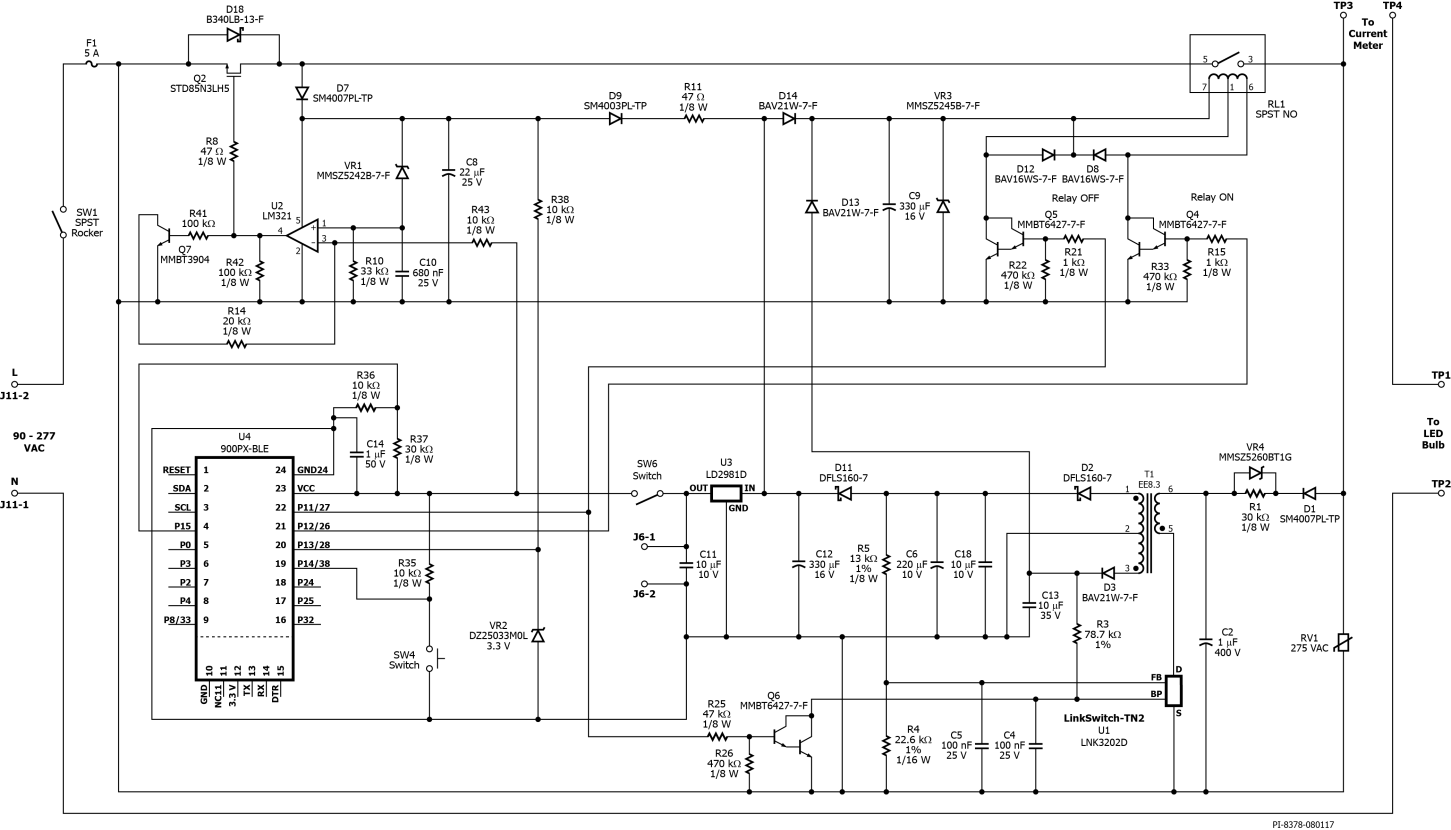 D18
B340LB-13-F
TP3
TP4
To
Current
Meter
F1
5 A
Q2
STD85N3LH5
5
3
7
1
6
RL1
SPST NO
D7
SM4007PL-TP
D9
SM4003PL-TP
R11
47 Ω
1/8 W
D14
BAV21W-7-F
VR3
MMSZ5245B-7-F
R8
47 Ω
1/8 W
VR1
MMSZ5242B-7-F
C8
22 µF
25 V
R38
10 kΩ
1/8 W
D12
BAV16WS-7-F
D8
BAV16WS-7-F
D13
BAV21W-7-F
C9
330 µF
16 V
Relay OFF
Q5
MMBT6427-7-F
Relay ON
Q4
MMBT6427-7-F
SW1
SPST
Rocker
R41
100 kΩ
U2
LM321
4
5
1
3
2
+
-
R43
10 kΩ
1/8 W
Q7
MMBT3904
R42
100 kΩ
1/8 W
R10
33 kΩ
1/8 W
C10
680 nF
25 V
R22
470 kΩ
1/8 W
R21
1 kΩ
1/8 W
R33
470 kΩ
1/8 W
R15
1 kΩ
1/8 W
R14
20 kΩ
1/8 W
L
J11-2
TP1
R36
10 kΩ
1/8 W
90 - 277
VAC
To
LED
Bulb
U4
900PX-BLE
C14
1 µF
50 V
R37
30 kΩ
1/8 W
N
J11-1
TP2
RESET 1
SDA 2
SCL 3
P15 4
P0 5
P3 6
P2 7
P4 8
P8/33 9
24 GND24
23 VCC
22 P11/27
21 P12/26
20 P13/28
19 P14/38
18 P24
17 P25
16 P32
10 11 12 13 14 15
GND NC11 3.3 V TX RX DTR
SW6
Switch
U3
LD2981D
OUT
IN
GND
D11
DFLS160-7
D2
DFLS160-7
T1
EE8.3
1
2
3
6
5
VR4
MMSZ5260BT1G
R1
30 kΩ
1/8 W
D1
SM4007PL-TP
J6-1
J6-2
C11
10 µF
10 V
C12
330 µF
16 V
R5
13 kΩ
1%
1/8 W
C6
220 µF
10 V
C18
10 µF
10 V
R35
10 kΩ
1/8 W
D3
BAV21W-7-F
C13
10 µF
35 V
R3
78.7 kΩ
1%
C2
1 µF
400 V
RV1
275 VAC
VR2
DZ25033M0L
3.3 V
SW4
Switch
D
FB
BP
S
LinkSwitch-TN2
U1
LNK3202D
R25
47 kΩ
1/8 W
Q6
MMBT6427-7-F
R26
470 kΩ
1/8 W
R4
22.6 kΩ
1%
1/16 W
C5
100 nF
25 V
C4
100 nF
25 V
PI-8378-080117